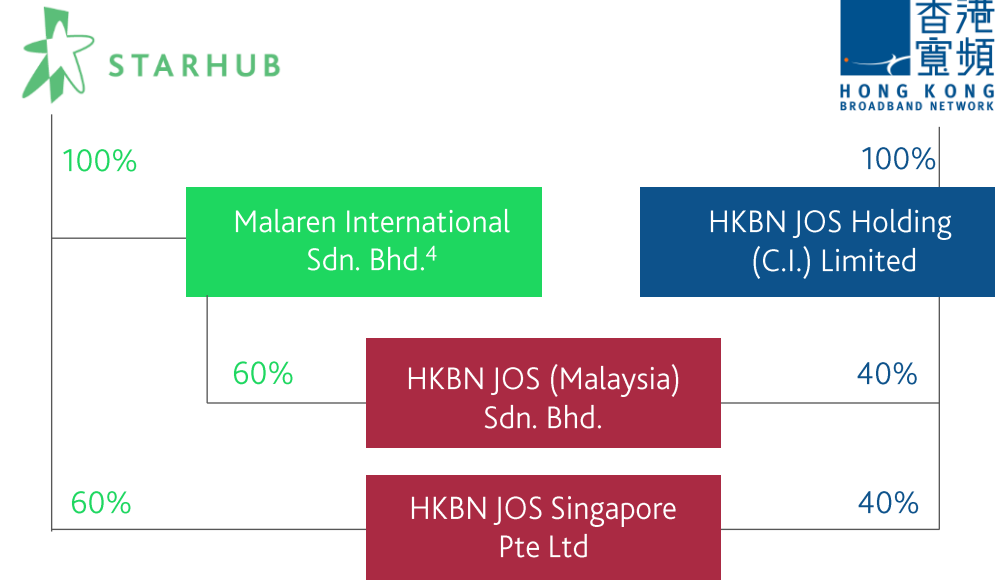 STARHUB
香港
寬頻
HONG KONG
BROADBAND NETWORK
100%
100%
Malaren International
Sdn. Bhd.4
HKBN JOS Holding
(C.I.) Limited
60%
HKBN JOS (Malaysia)
Sdn. Bhd.
40%
60%
HKBN JOS Singapore
Pte Ltd
40%